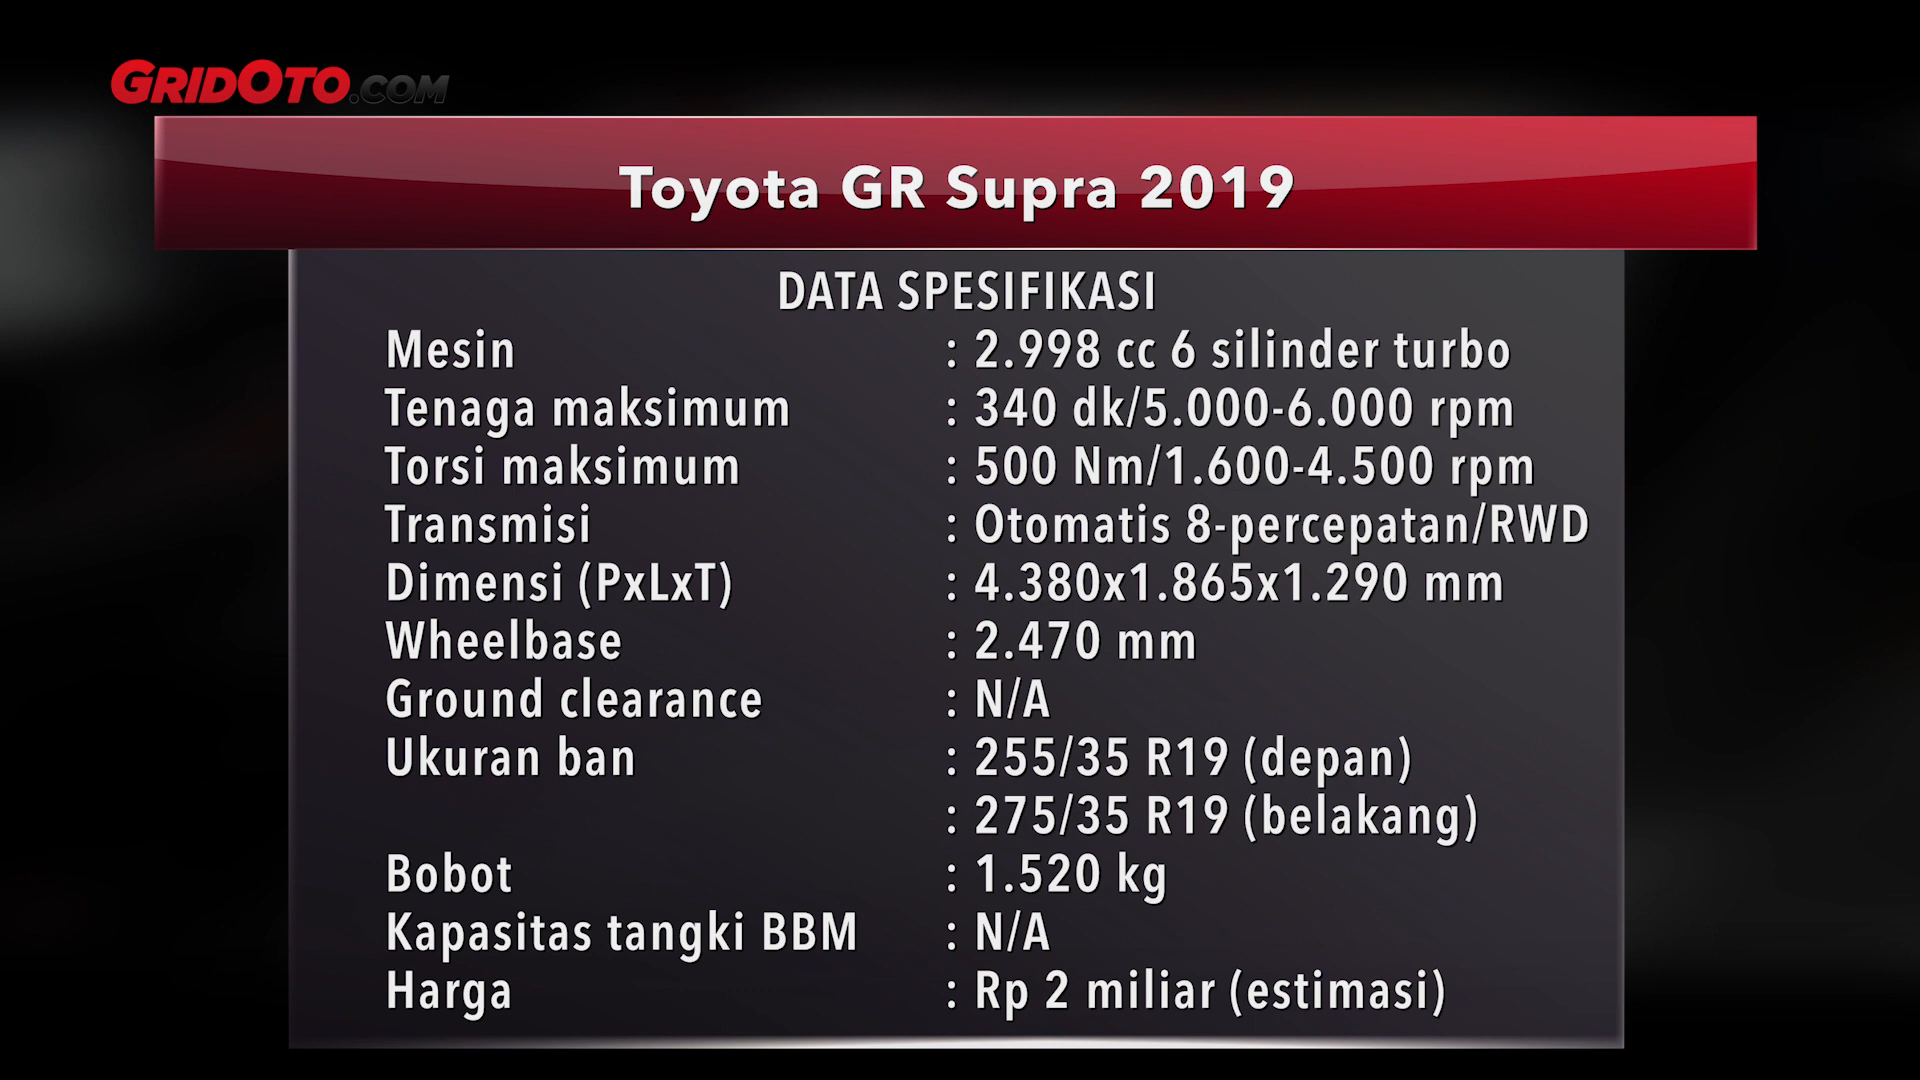 GRIDOTO.COM
Toyota GR Supra 2019
DATA SPESIFIKASI
Mesin : 2.998 cc 6 silinder turbo
Tenaga maksimum : 340 dk/5.000-6.000 rpm
Torsi maksimum : 500 Nm/1.600-4.500 rpm
Transmisi : Otomatis 8-percepatan/RWD
Dimensi (PxLxT) : 4.380x1.865x1.290 mm
Wheelbase : 2.470 mm
Ground clearance : N/A
Ukuran ban : 255/35 R19 (depan)
: 275/35 R19 (belakang)
Bobot : 1.520 kg
Kapasitas tangki BBM : N/A
Harga : Rp 2 miliar (estimasi)